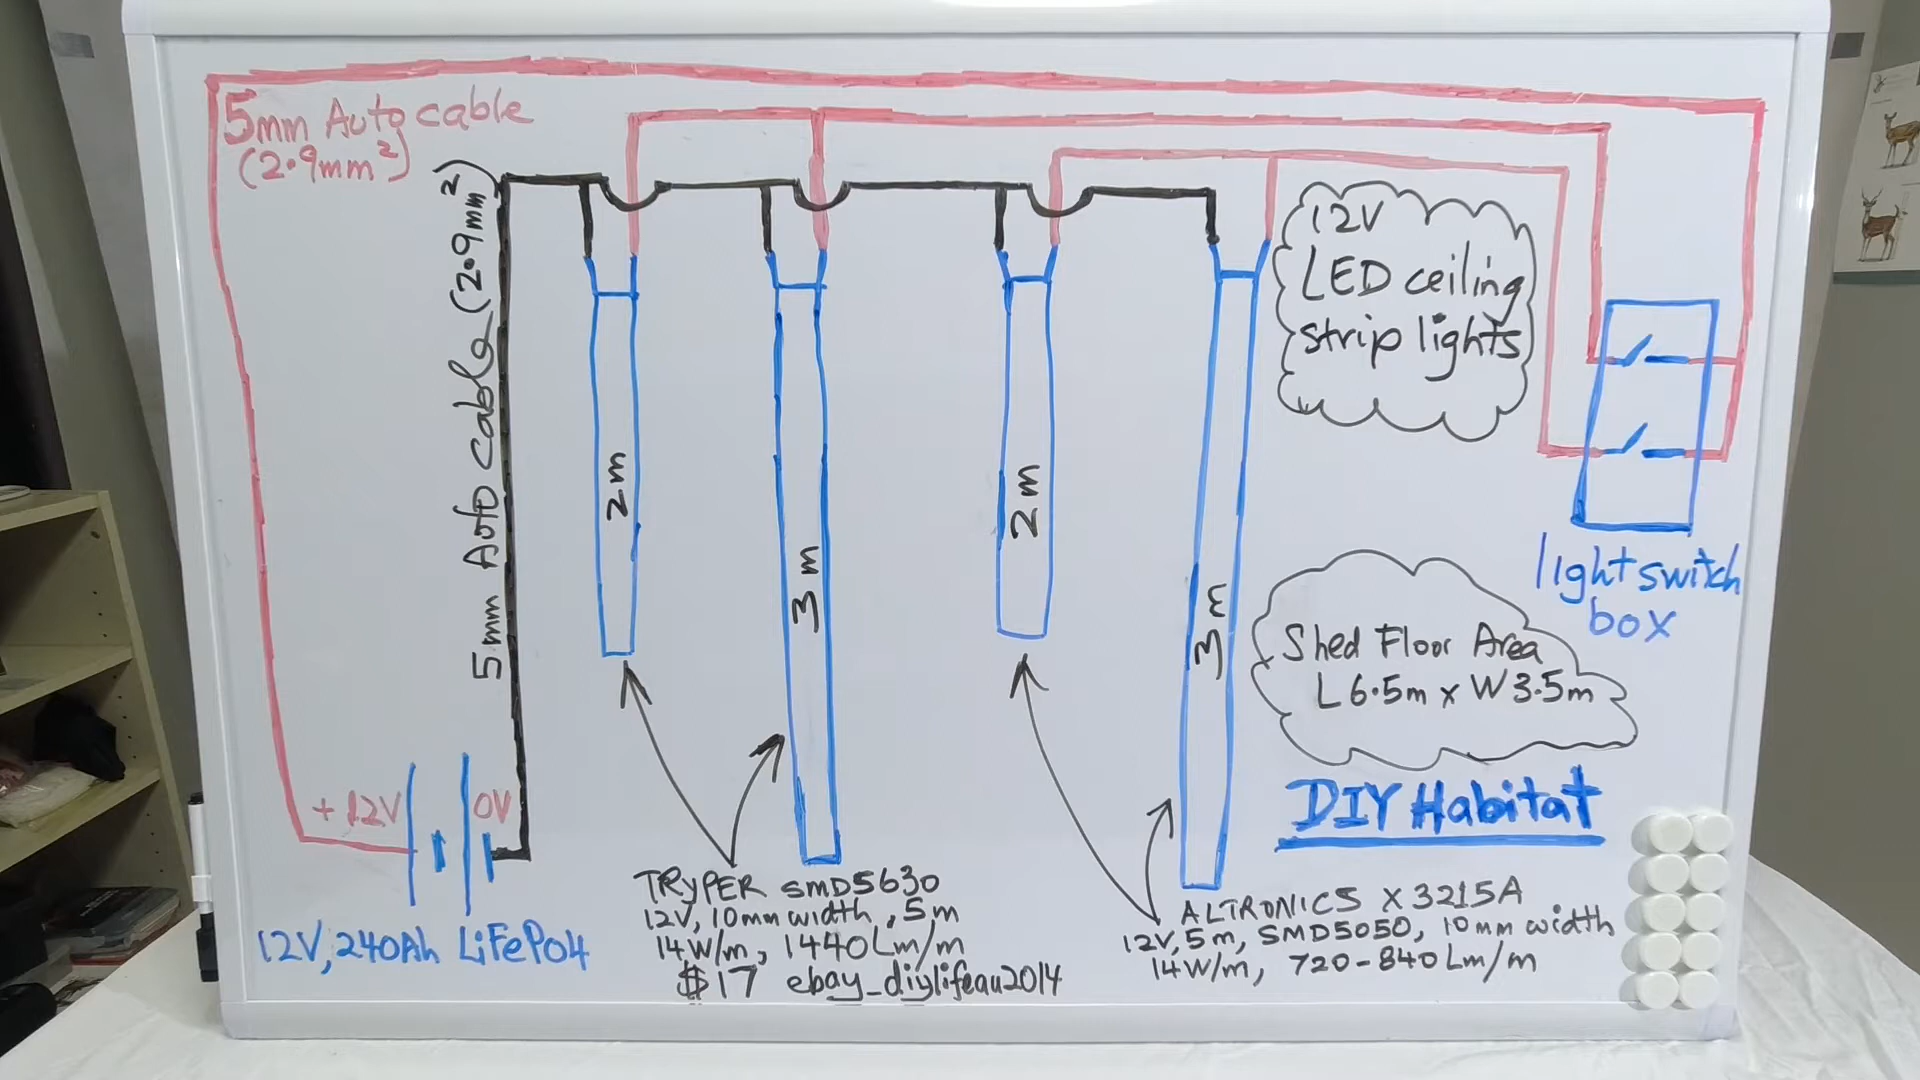 5mm Auto cable
(2.9mm²)
5mm Auto Cable (2.9mm²)
12V
LED ceiling
strip lights
2m
3m
2m
3m
light switch
box
Shed Floor Area
L6.5m x W3.5m
DIY Habitat
+12V
0V
12V, 240Ah LiFePO4
TRYPER SMD5630
12V, 10mm width, 5m
14W/m, 1440Lm/m
$17 ebay_diylifeau2014
ALTRONICS X3215A
12V, 5m, SMD5050, 10mm width
14W/m, 720-840Lm/m